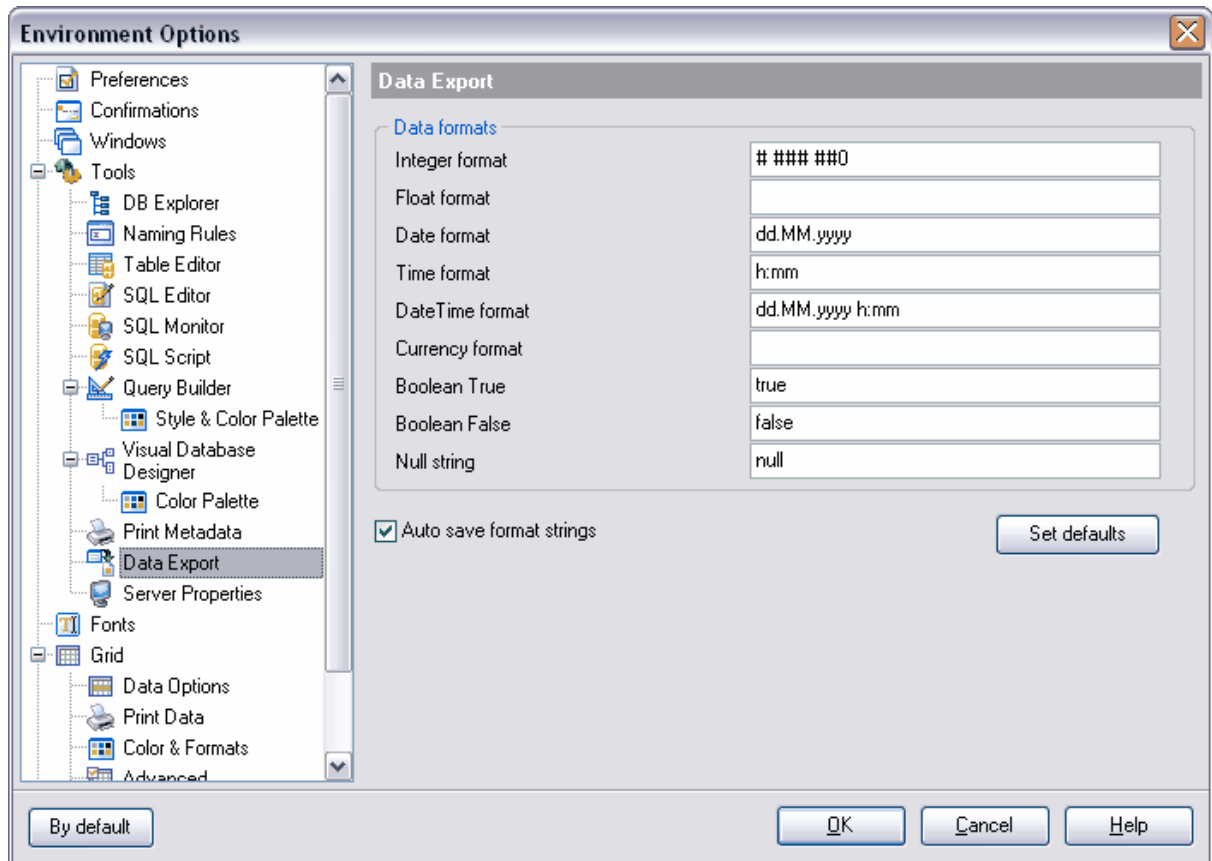 Environment Options
Preferences
Confirmations
Windows
Tools
DB Explorer
Naming Rules
Table Editor
SQL Editor
SQL Monitor
SQL Script
Query Builder
Style & Color Palette
Visual Database
Designer
Color Palette
Print Metadata
Data Export
Server Properties
Fonts
Grid
Data Options
Print Data
Color & Formats
Advanced
Data Export
Data formats
Integer format # ### ##0
Float format
Date format dd.MM.yyyy
Time format h:mm
DateTime format dd.MM.yyyy h:mm
Currency format
Boolean True true
Boolean False false
Null string null
Auto save format strings
Set defaults
By default
OK
Cancel
Help